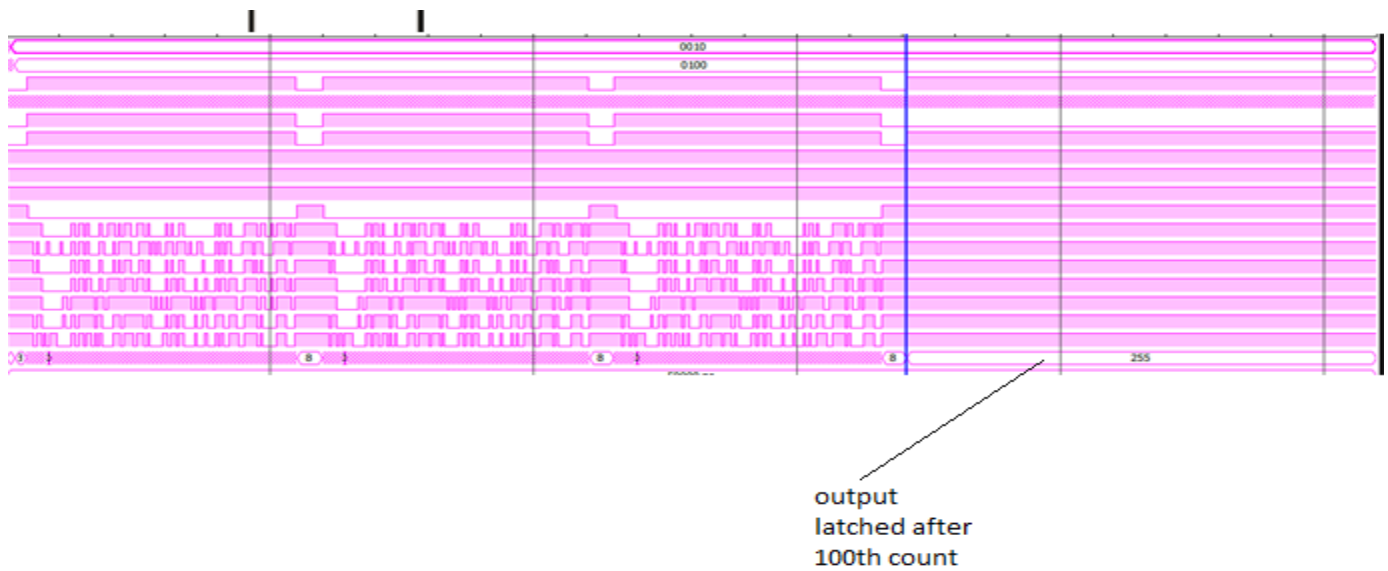 0010
0100
8 8 8 255
output
latched after
100th count